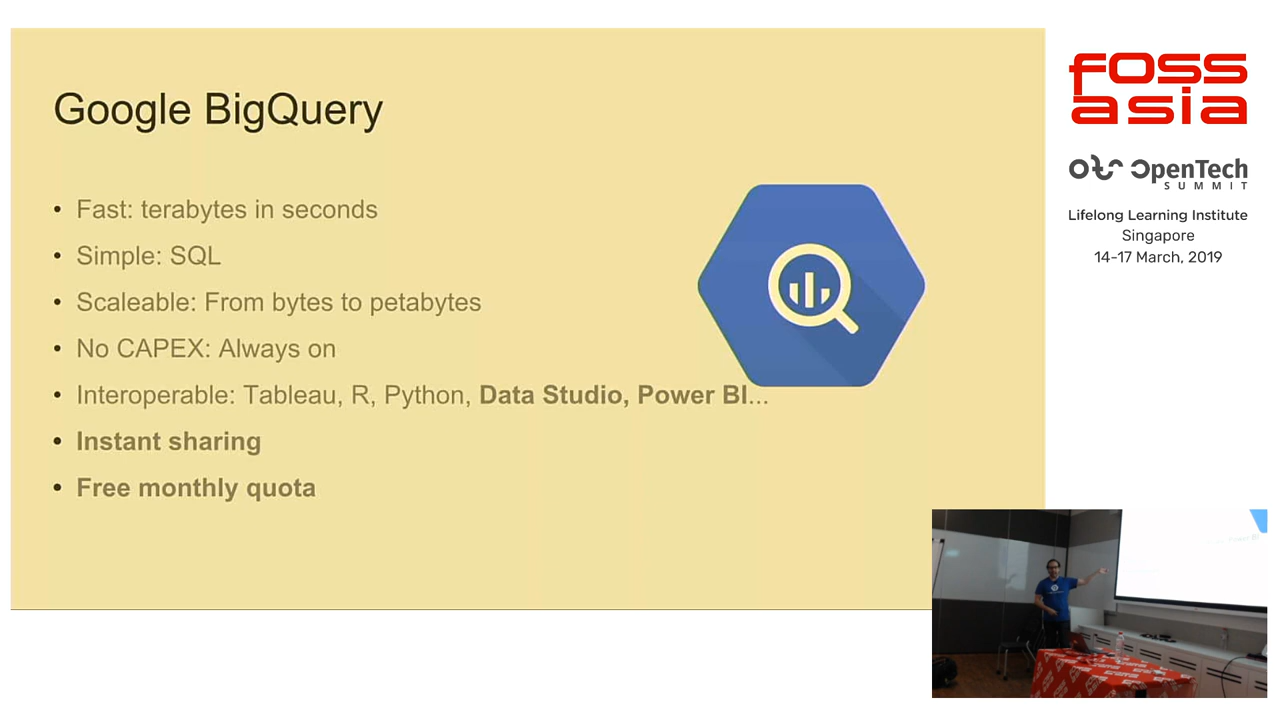 Google BigQuery
• Fast: terabytes in seconds
• Simple: SQL
• Scaleable: From bytes to petabytes
• No CAPEX: Always on
• Interoperable: Tableau, R, Python, Data Studio, Power BI...
• Instant sharing
• Free monthly quota
FOSS
ASIA
OpenTech
SUMMIT
Lifelong Learning Institute
Singapore
14-17 March, 2019